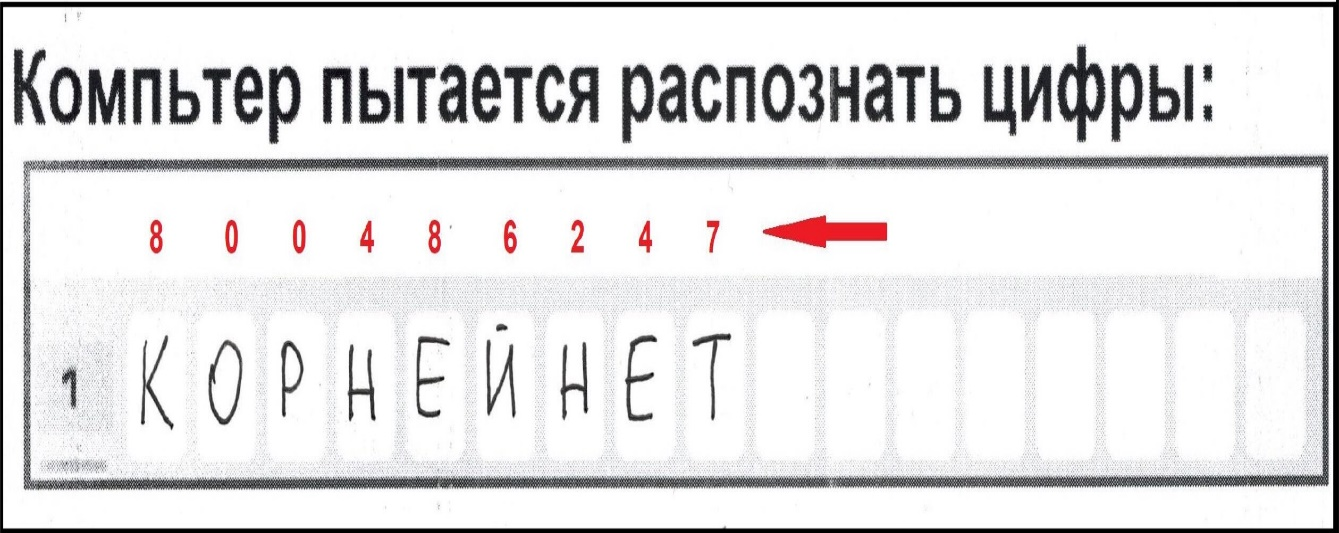 Компьтер пытается распознать цифры:
8 0 0 4 8 6 2 4 7
1 КОРНЕЙНЕТ